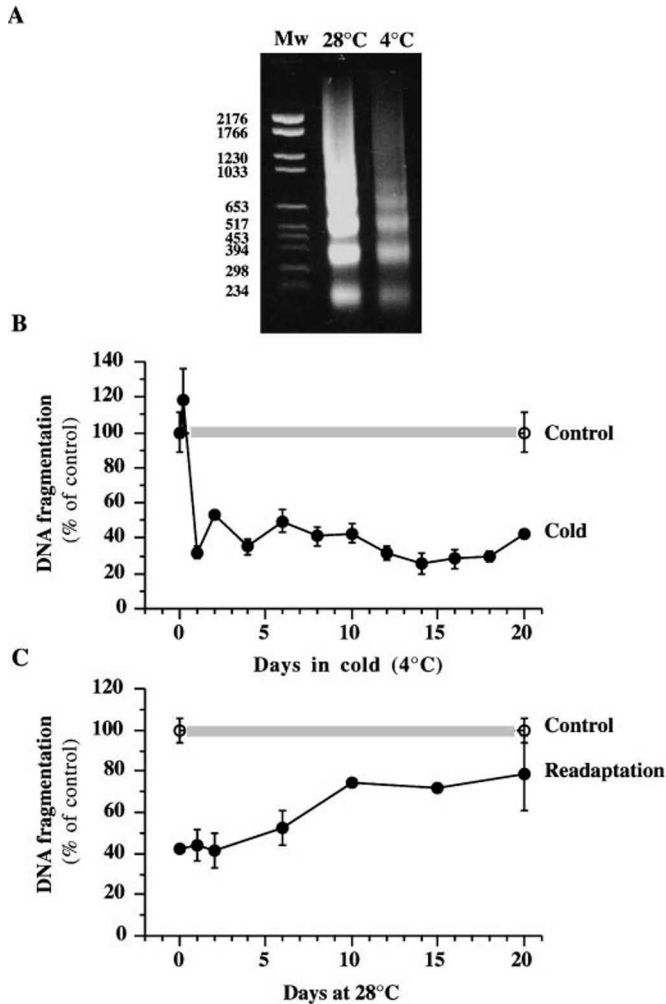 A
Mw 28°C 4°C
2176
1766
1230
1033
653
517
453
394
298
234
B
DNA fragmentation
(% of control)
140
120
100
80
60
40
20
0
Control
Cold
0 5 10 15 20
Days in cold (4°C)
C
DNA fragmentation
(% of control)
120
100
80
60
40
20
0
Control
Readaptation
0 5 10 15 20
Days at 28°C